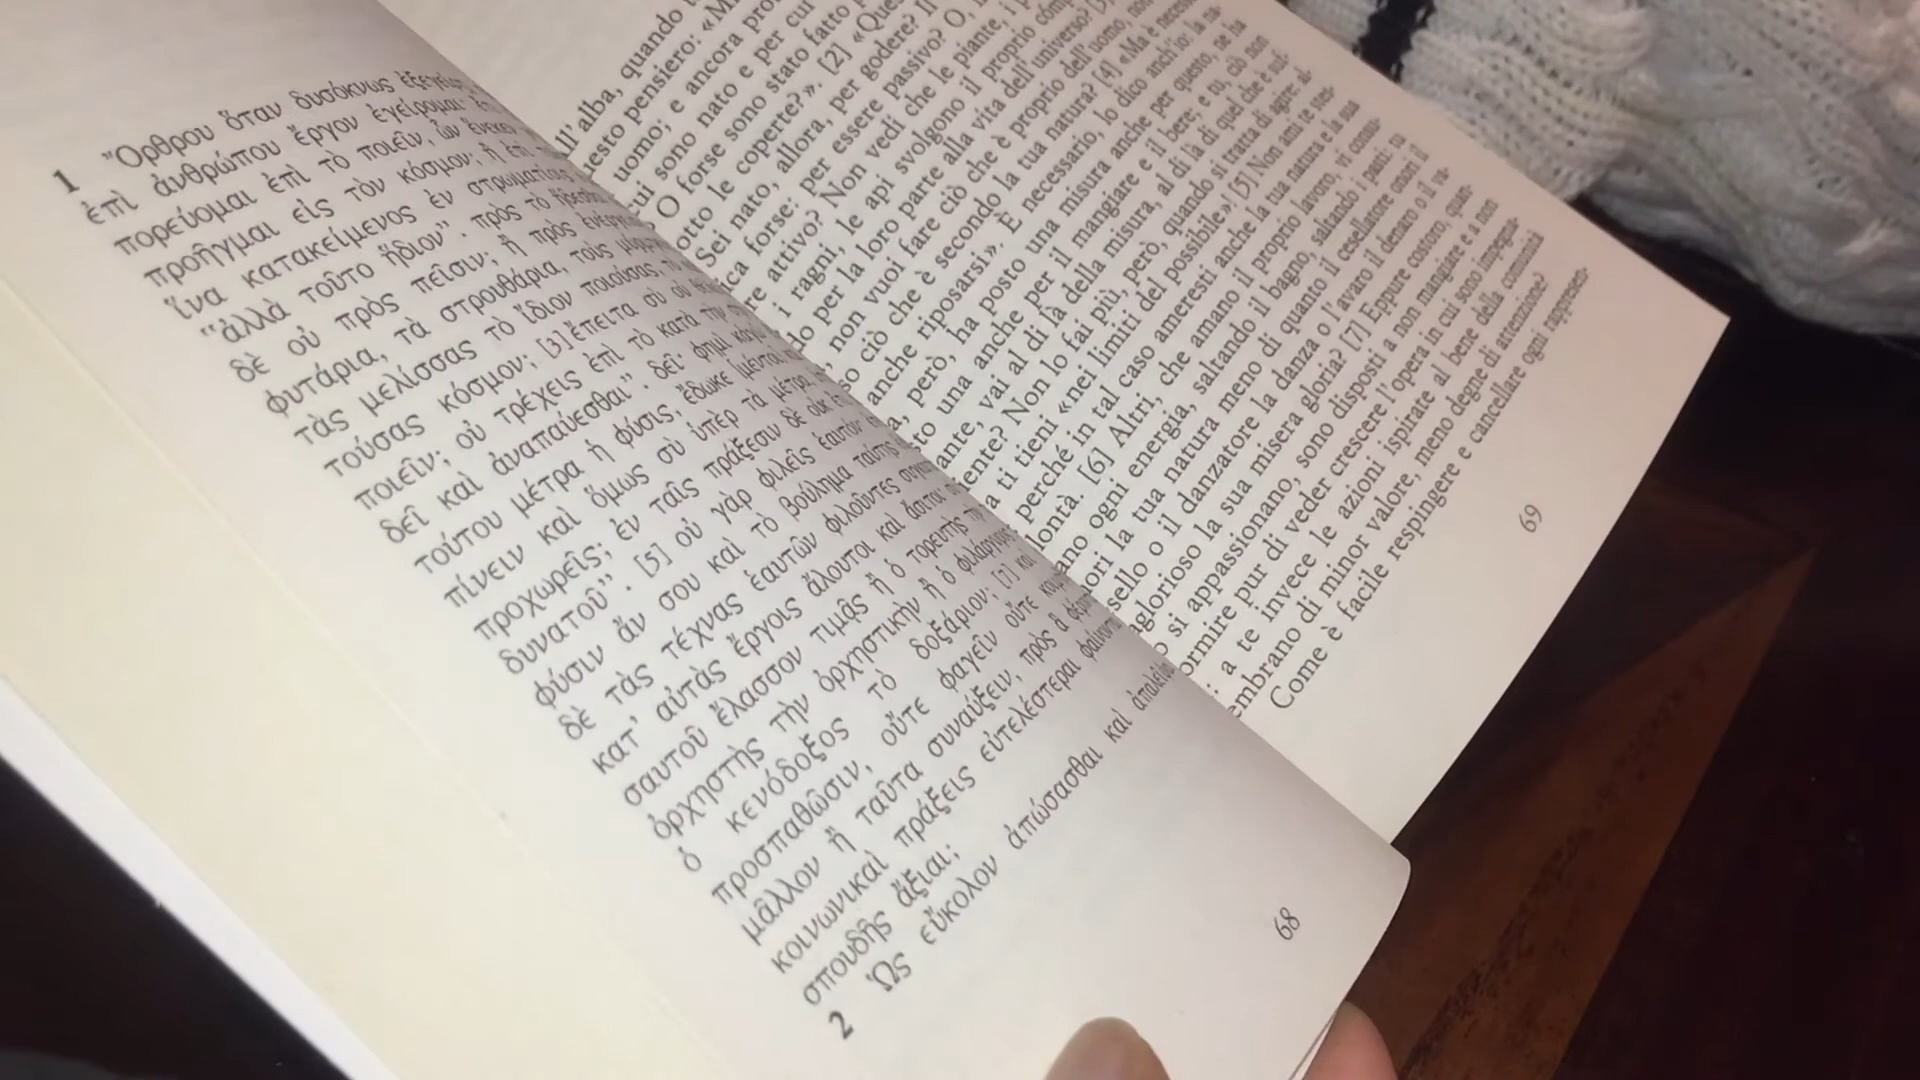 1 Ὄρθρου ὅταν δυσόκνως
ἐπὶ ἀνθρώπου ἔργον ἐγείρομαι·
πορεύομαι ἐπὶ τὸ ποιεῖν, ὧν ἕνεκεν
προῆγμαι εἰς τὸν κόσμον; ἢ ἐπὶ
ἵνα κατακείμενος ἐν στρωματίοις
“ἀλλὰ τοῦτο ἥδιον”. πρὸς τὸ ἥδεσθαι
δὲ οὐ πρὸς πεῖσιν; ἢ πρὸς ἐνέργειαν
φυτάρια, τὰ στρουθάρια, τοὺς
τὰς μελίσσας τὸ ἴδιον ποιούσας, τὸ
τούσας κόσμον; [3] ἔπειτα σὺ οὐ
ποιεῖν; οὐ τρέχεις ἐπὶ τὸ κατὰ τὴν
δεῖ καὶ ἀναπαύεσθαι”. δεῖ· φημὶ
τούτου μέτρα ἡ φύσις, ἔδωκε μέντοι
πίνειν καὶ ὅμως σὺ ὑπὲρ τὰ μέτρα,
προχωρεῖς; ἐν ταῖς πράξεσιν δὲ οὐκ
δυνατοῦ”. [5] οὐ γὰρ φιλεῖς ἑαυτόν
φύσιν ἄν σου καὶ τὸ βούλημα ταύτης
δὲ τὰς τέχνας ἑαυτῶν φιλοῦντες
κατ’ αὐτὰς ἔργοις ἄλουτοι καὶ ἄσιτοι
σαυτοῦ ἔλασσον τιμᾷς ἢ ὁ τορευτὴς τὴν
ὀρχηστὴς τὴν ὀρχηστικὴν ἢ ὁ φιλάργυρος
ὁ κενόδοξος τὸ δοξάριον; [7] καὶ
προσπαθῶσιν, οὔτε φαγεῖν οὔτε
μᾶλλον ἢ ταῦτα συναύξειν, πρὸς ἃ
κοινωνικαὶ πράξεις εὐτελέστεραι φαίνονται
σπουδῆς ἄξιαι;
2 Ὡς εὔκολον ἀπώσασθαι καὶ
68
all’alba, quando
questo pensiero:
uomo; e ancora
cui sono nato e per cui
O forse sono stato fatto
sotto le coperte?». [2]
Sei nato, allora, per godere?
forse: per essere passivo? O,
attivo? Non vedi che le piante, i
i ragni, le api svolgono il proprio
per la loro parte alla vita dell’universo?
non vuoi fare ciò che è proprio dell’uomo,
ciò che è secondo la tua natura? [4] «Ma è
anche riposarsi». È necessario, lo dico anch’io: la na-
però, ha posto una misura anche per questo, ne ha
una anche per il mangiare e il bere; e tu, ciò non
vai al di là della misura, al di là di quel che è suf-
Non lo fai più, però, quando si tratta di agire: al-
ti tieni «nei limiti del possibile»! [5] Non ami te stes-
perché in tal caso ameresti anche la tua natura e la sua
[6] Altri, che amano il proprio lavoro, vi consu-
ogni energia, saltando il bagno, saltando i pasti: tu
la tua natura meno di quanto il cesellatore onori il
o il danzatore la danza o l’avaro il denaro o il va-
la sua misera gloria? [7] Eppure costoro, quan-
si appassionano, sono disposti a non mangiare e a non
dormire pur di veder crescere l’opera in cui sono impegna-
a te invece le azioni ispirate al bene della comunità
sembrano di minor valore, meno degne di attenzione?
Come è facile respingere e cancellare ogni rappresen-
69